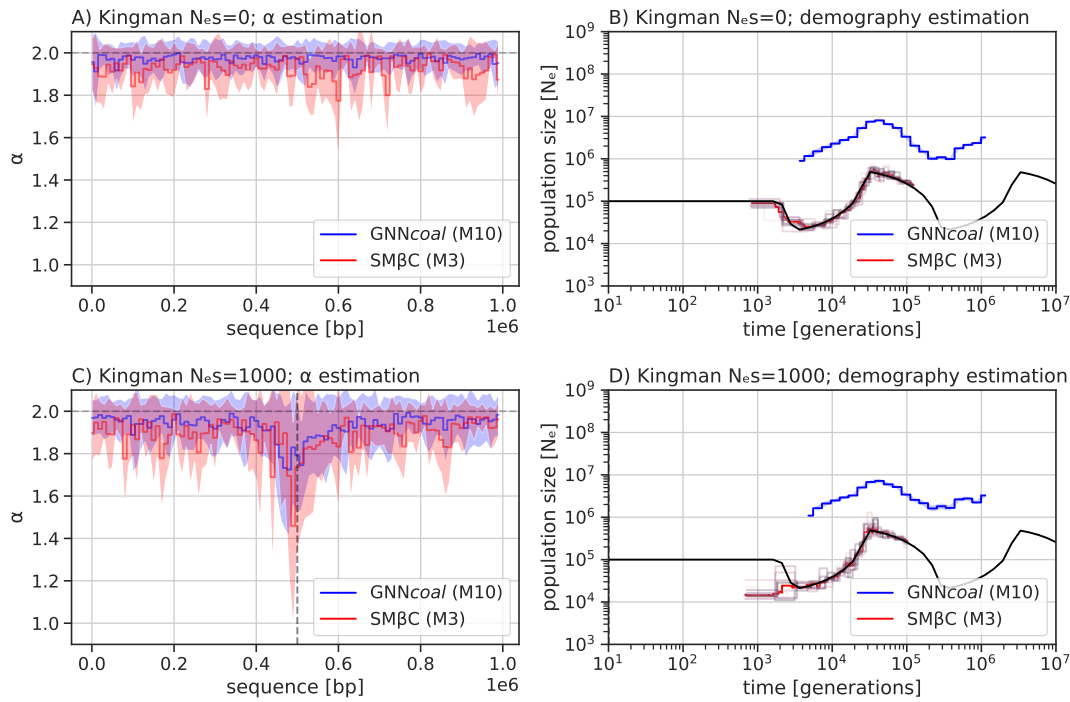 A) Kingman Nₑs=0; α estimation
2.0
1.8
1.6
1.4
1.2
1.0
α
0.0
0.2
0.4
0.6
0.8
1.0
sequence [bp]
1e6
GNNcoal (M10)
SMβC (M3)
B) Kingman Nₑs=0; demography estimation
10⁹
10⁸
10⁷
10⁶
10⁵
10⁴
10³
population size [Nₑ]
10¹
10²
10³
10⁴
10⁵
10⁶
10⁷
time [generations]
GNNcoal (M10)
SMβC (M3)
C) Kingman Nₑs=1000; α estimation
2.0
1.8
1.6
1.4
1.2
1.0
α
0.0
0.2
0.4
0.6
0.8
1.0
sequence [bp]
1e6
GNNcoal (M10)
SMβC (M3)
D) Kingman Nₑs=1000; demography estimation
10⁹
10⁸
10⁷
10⁶
10⁵
10⁴
10³
population size [Nₑ]
10¹
10²
10³
10⁴
10⁵
10⁶
10⁷
time [generations]
GNNcoal (M10)
SMβC (M3)